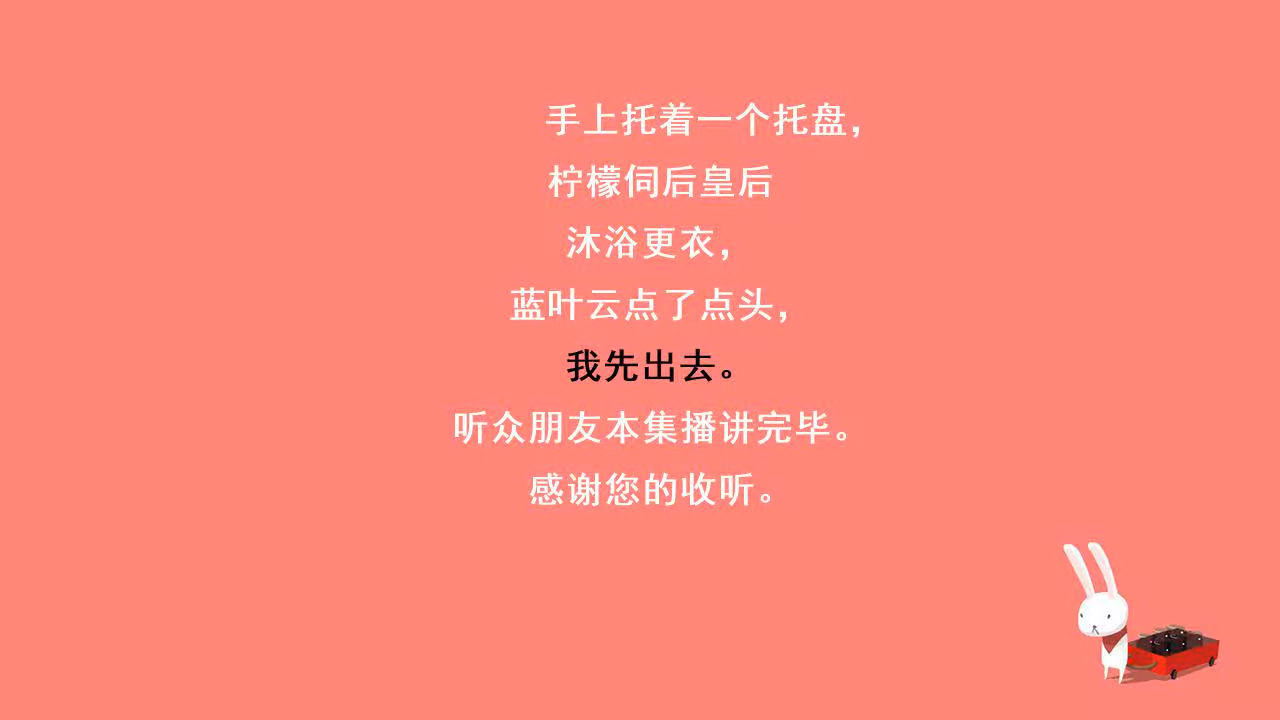 手上托着一个托盘，
柠檬伺后皇后
沐浴更衣，
蓝叶云点了点头，
我先出去。
听众朋友本集播讲完毕。
感谢您的收听。